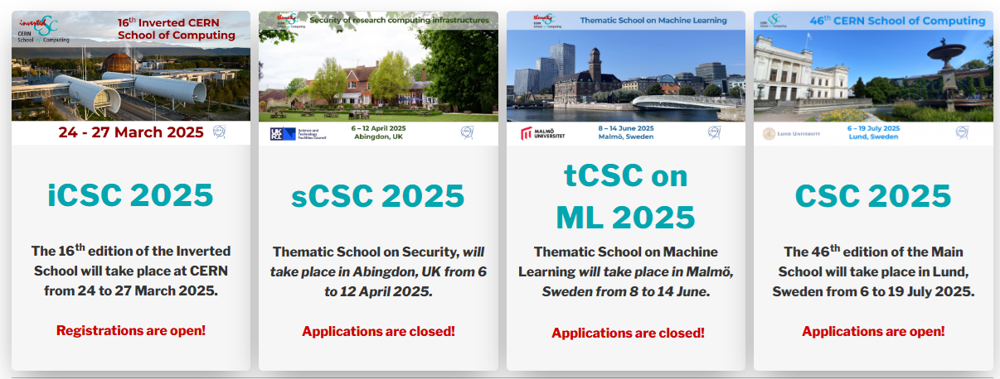 inverted
CSC
CERN
School of Computing
16th Inverted CERN
School of Computing
24 - 27 March 2025
iCSC 2025
The 16th edition of the Inverted
School will take place at CERN
from 24 to 27 March 2025.
Registrations are open!
thematic
CSC
CERN
School of Computing
Security of research computing infrastructures
UKRI
Science and
Technology
Facilities Council
6 – 12 April 2025
Abingdon, UK
sCSC 2025
Thematic School on Security, will
take place in Abingdon, UK from 6
to 12 April 2025.
Applications are closed!
thematic
CSC
CERN
School of Computing
Thematic School on Machine Learning
MALMÖ
UNIVERSITET
8 – 14 June 2025
Malmö, Sweden
tCSC on
ML 2025
Thematic School on Machine
Learning will take place in Malmö,
Sweden from 8 to 14 June.
Applications are closed!
CSC
CERN
School of Computing
46th CERN School of Computing
LUND UNIVERSITY
6 – 19 July 2025
Lund, Sweden
CSC 2025
The 46th edition of the Main
School will take place in Lund,
Sweden from 6 to 19 July 2025.
Applications are open!